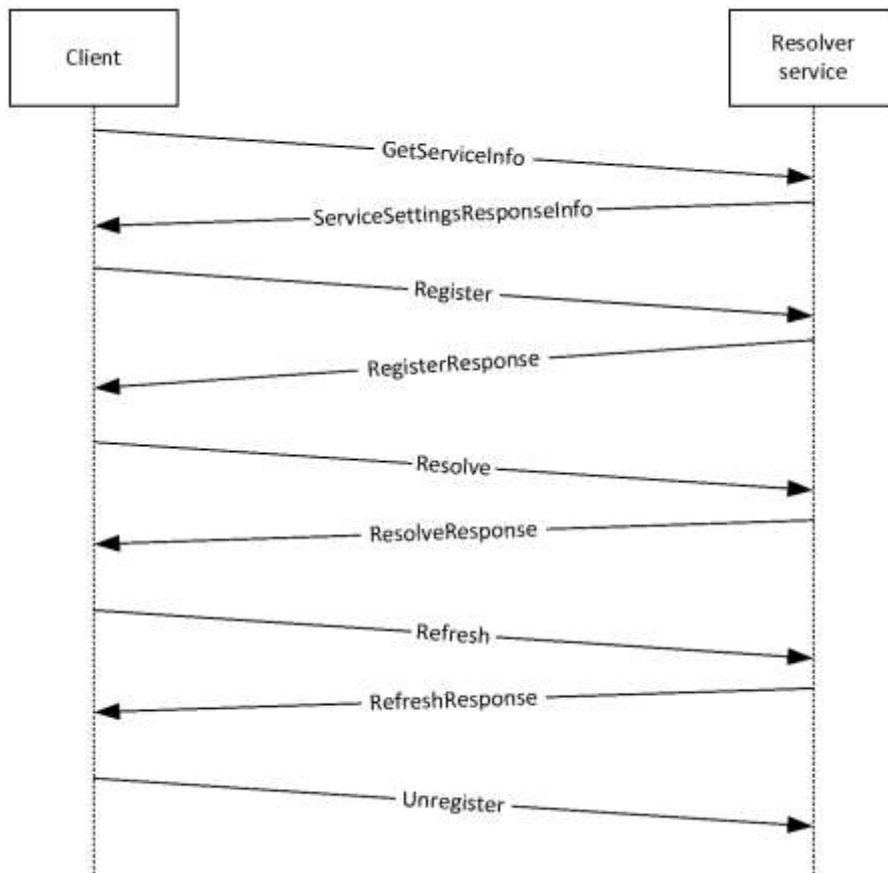 Client
Resolver
service
GetServiceInfo
ServiceSettingsResponseInfo
Register
RegisterResponse
Resolve
ResolveResponse
Refresh
RefreshResponse
Unregister